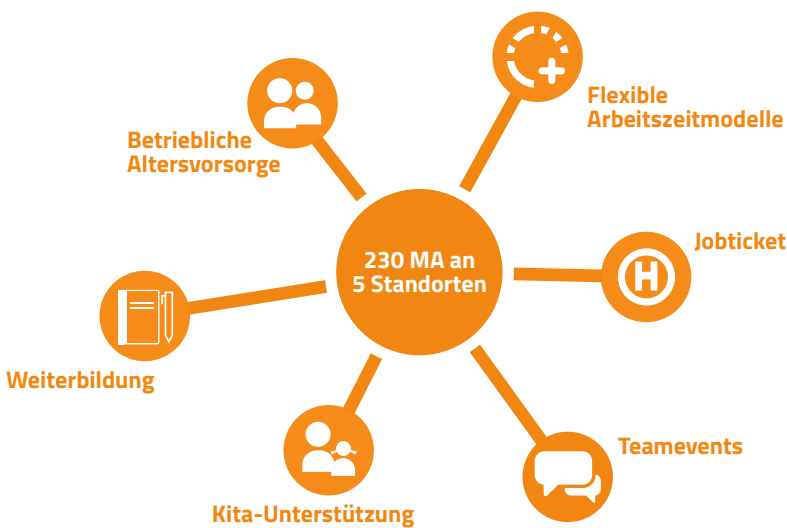 Flexible
Arbeitszeitmodelle
Betriebliche
Altersvorsorge
Jobticket
230 MA an
5 Standorten
H
Weiterbildung
Teamevents
Kita-Unterstützung